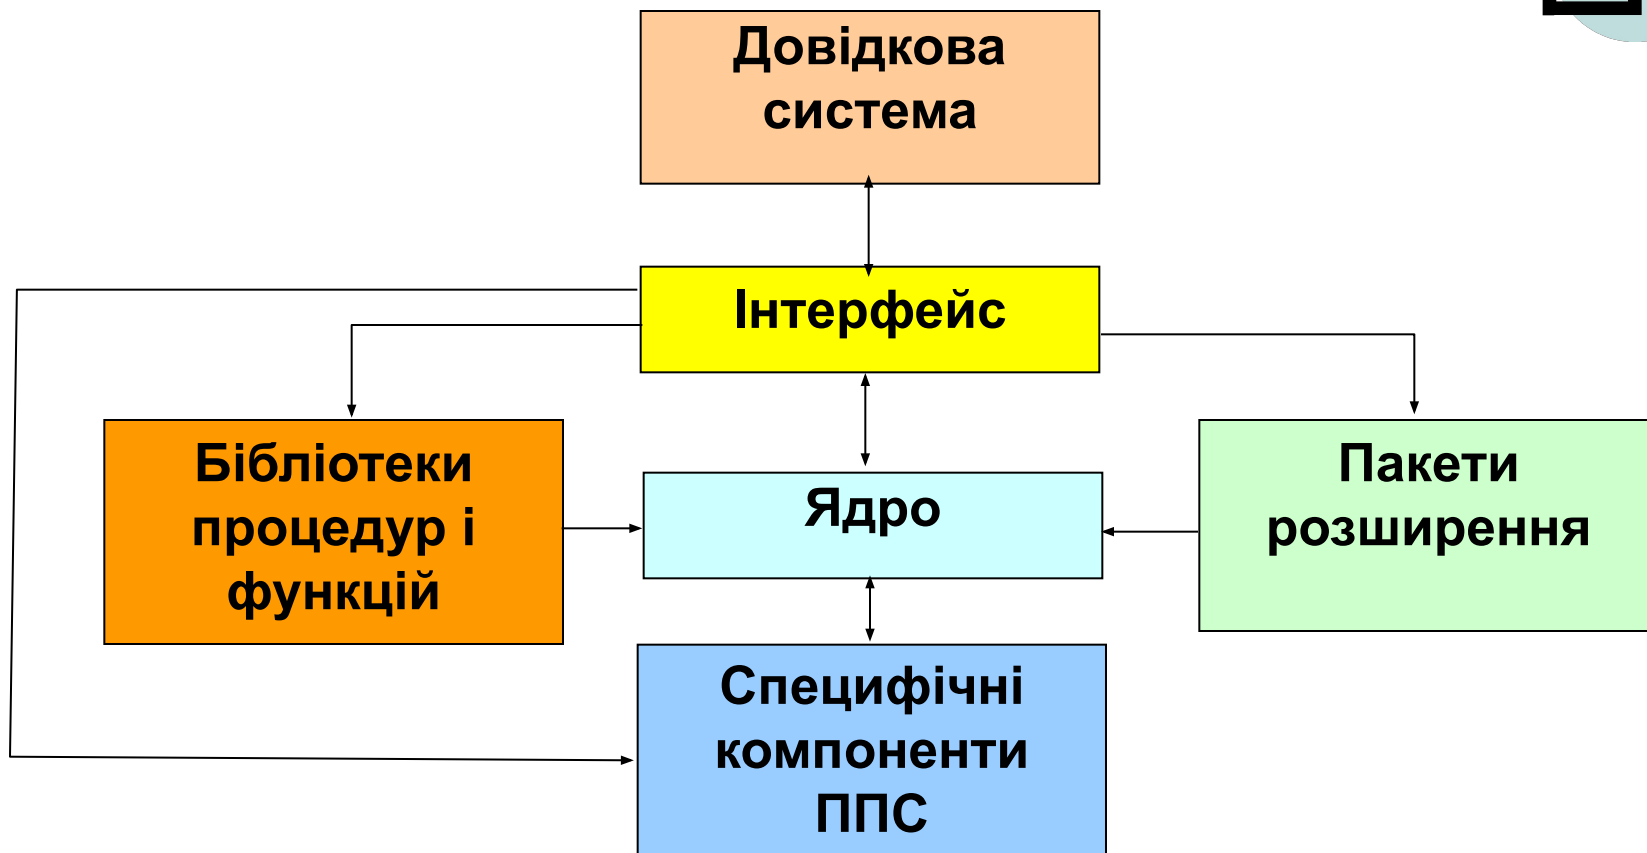 Довідкова
система
Інтерфейс
Бібліотеки
процедур і
функцій
Ядро
Пакети
розширення
Специфічні
компоненти
ППС